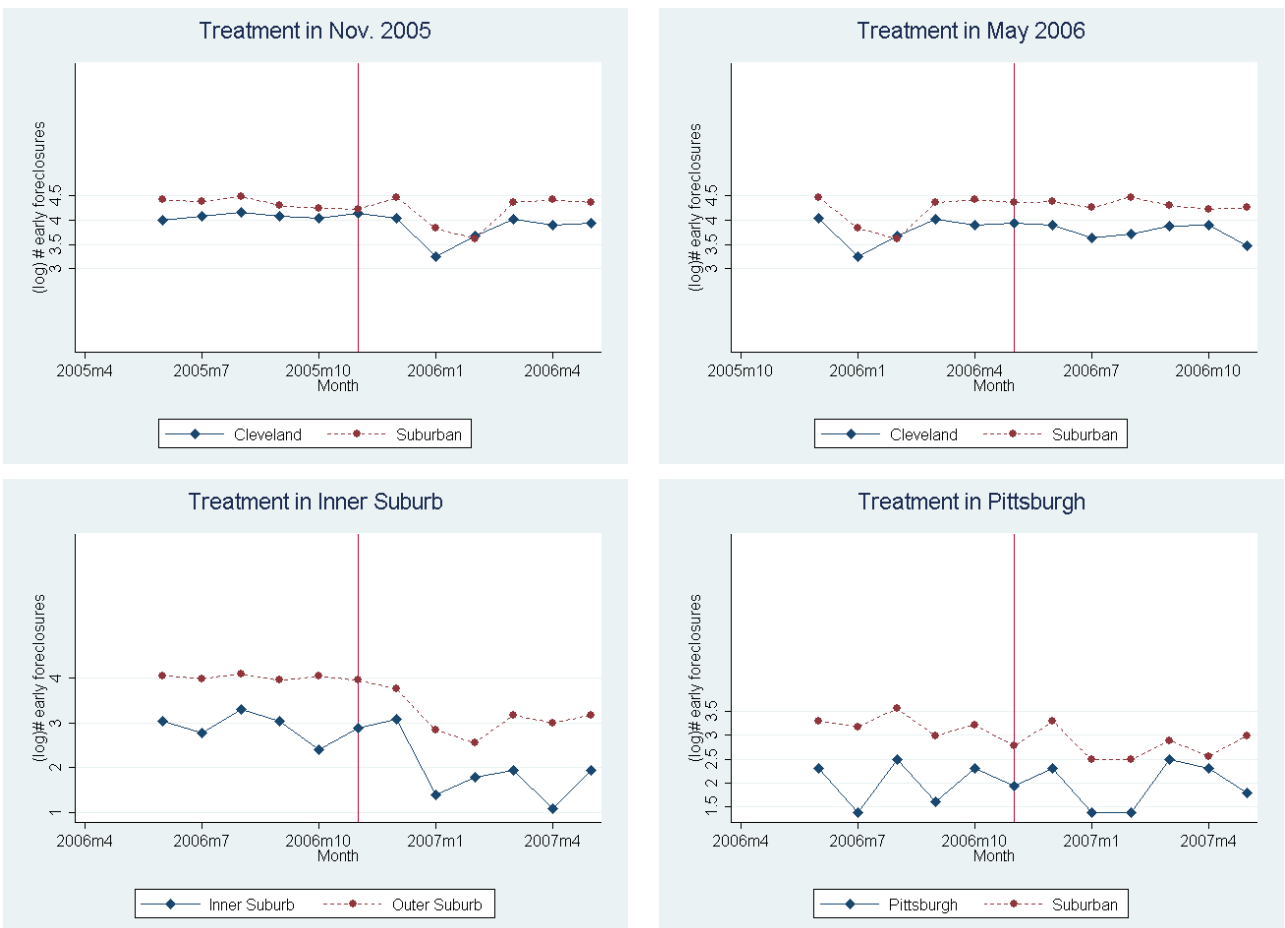 Treatment in Nov. 2005
(log) # early foreclosures
4.5
4
3.5
3
2005m4 2005m7 2005m10 2006m1 2006m4
Month
Cleveland Suburban
Treatment in May 2006
(log)# early foreclosures
4.5
4
3.5
3
2005m10 2006m1 2006m4 2006m7 2006m10
Month
Cleveland Suburban
Treatment in Inner Suburb
(log)# early foreclosures
4
3
2
1
2006m4 2006m7 2006m10 2007m1 2007m4
Month
Inner Suburb Outer Suburb
Treatment in Pittsburgh
(log)# early foreclosures
3.5
3
2.5
2
1.5
2006m4 2006m7 2006m10 2007m1 2007m4
Month
Pittsburgh Suburban